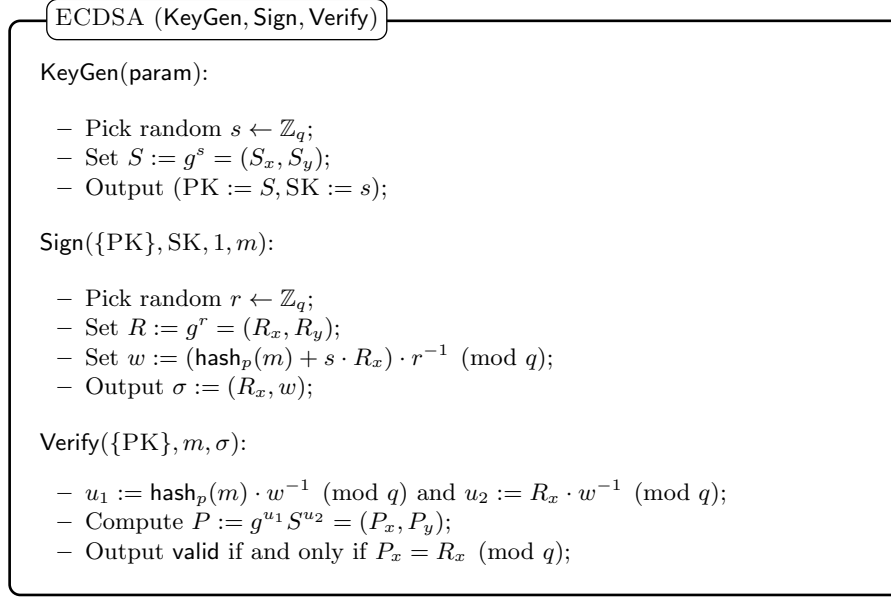 ECDSA (KeyGen, Sign, Verify)
KeyGen(param):
– Pick random s ← ℤ_q;
– Set S := g^s = (S_x, S_y);
– Output (PK := S, SK := s);
Sign({PK}, SK, 1, m):
– Pick random r ← ℤ_q;
– Set R := g^r = (R_x, R_y);
– Set w := (hash_p(m) + s · R_x) · r^{-1} (mod q);
– Output σ := (R_x, w);
Verify({PK}, m, σ):
– u_1 := hash_p(m) · w^{-1} (mod q) and u_2 := R_x · w^{-1} (mod q);
– Compute P := g^{u_1} S^{u_2} = (P_x, P_y);
– Output valid if and only if P_x = R_x (mod q);